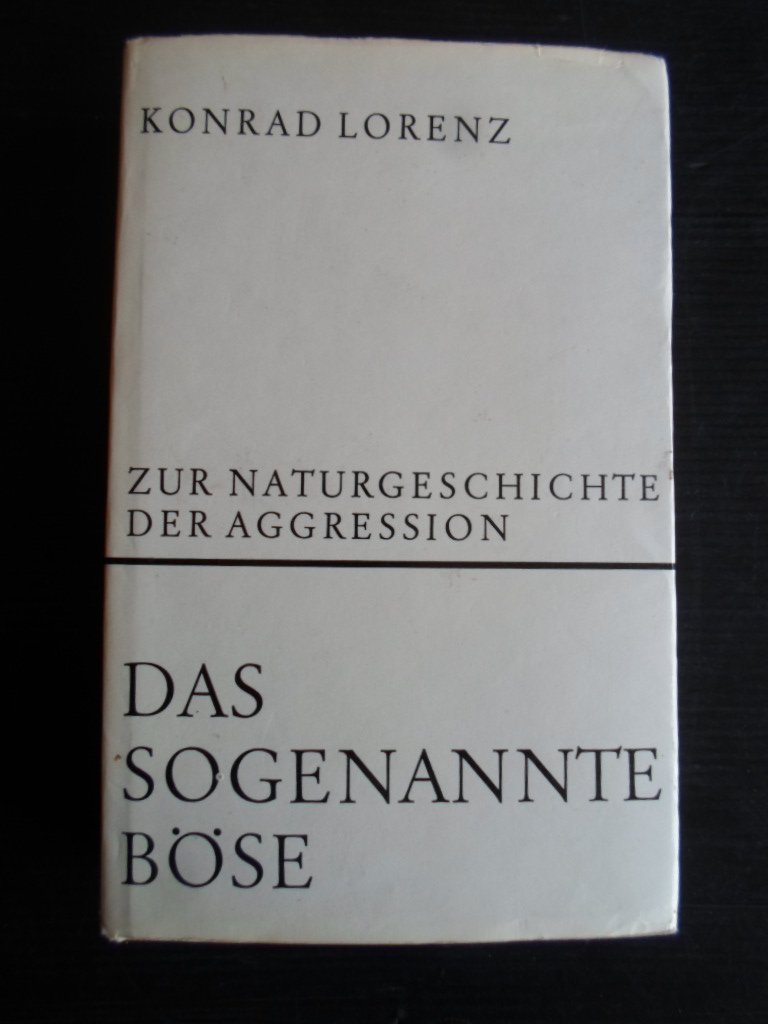 KONRAD LORENZ
ZUR NATURGESCHICHTE
DER AGGRESSION
DAS
SOGENANNTE
BÖSE